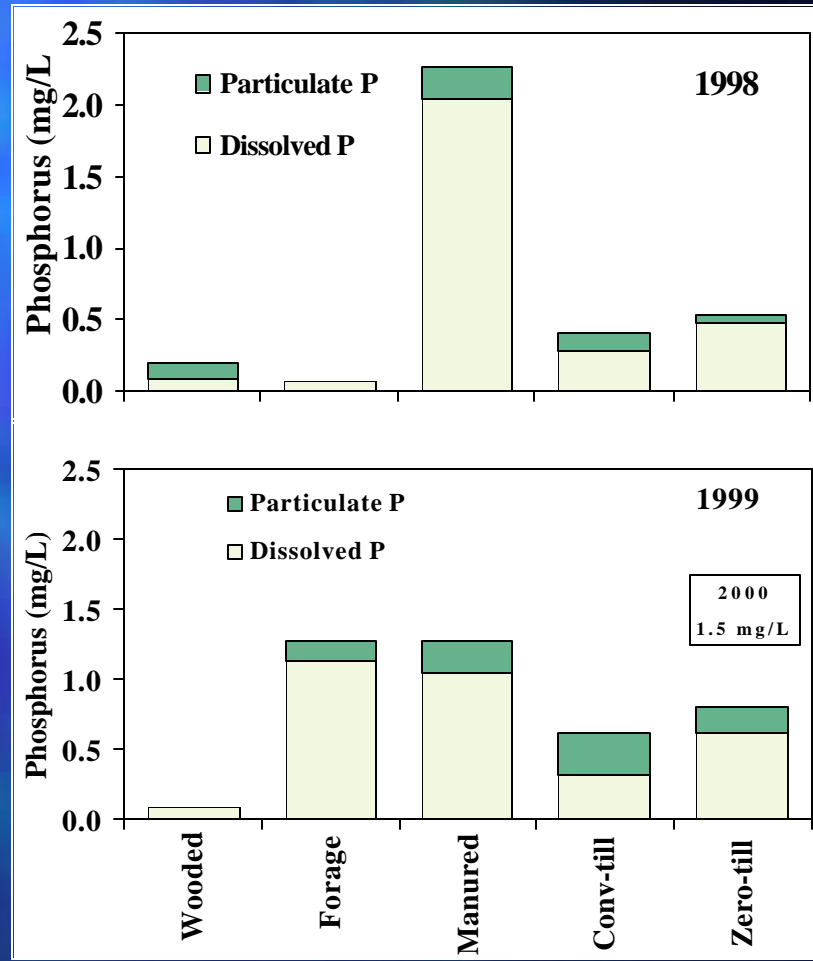 Phosphorus (mg/L
2.5
2.0
1.5
1.0
0.5
0.0
Particulate P
Dissolved P
1998
Phosphorus (mg/L)
2.5
2.0
1.5
1.0
0.5
0.0
Particulate P
Dissolved P
1999
2000
1.5 mg/L
Wooded
Forage
Manured
Conv-till
Zero-till